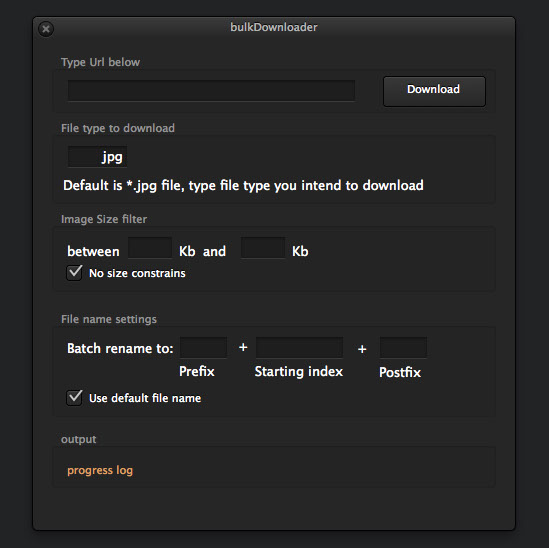 bulkDownloader
Type Url below
Download
File type to download
jpg
Default is *.jpg file, type file type you intend to download
Image Size filter
between Kb and Kb
No size constrains
File name settings
Batch rename to: + +
Prefix Starting index Postfix
Use default file name
output
progress log